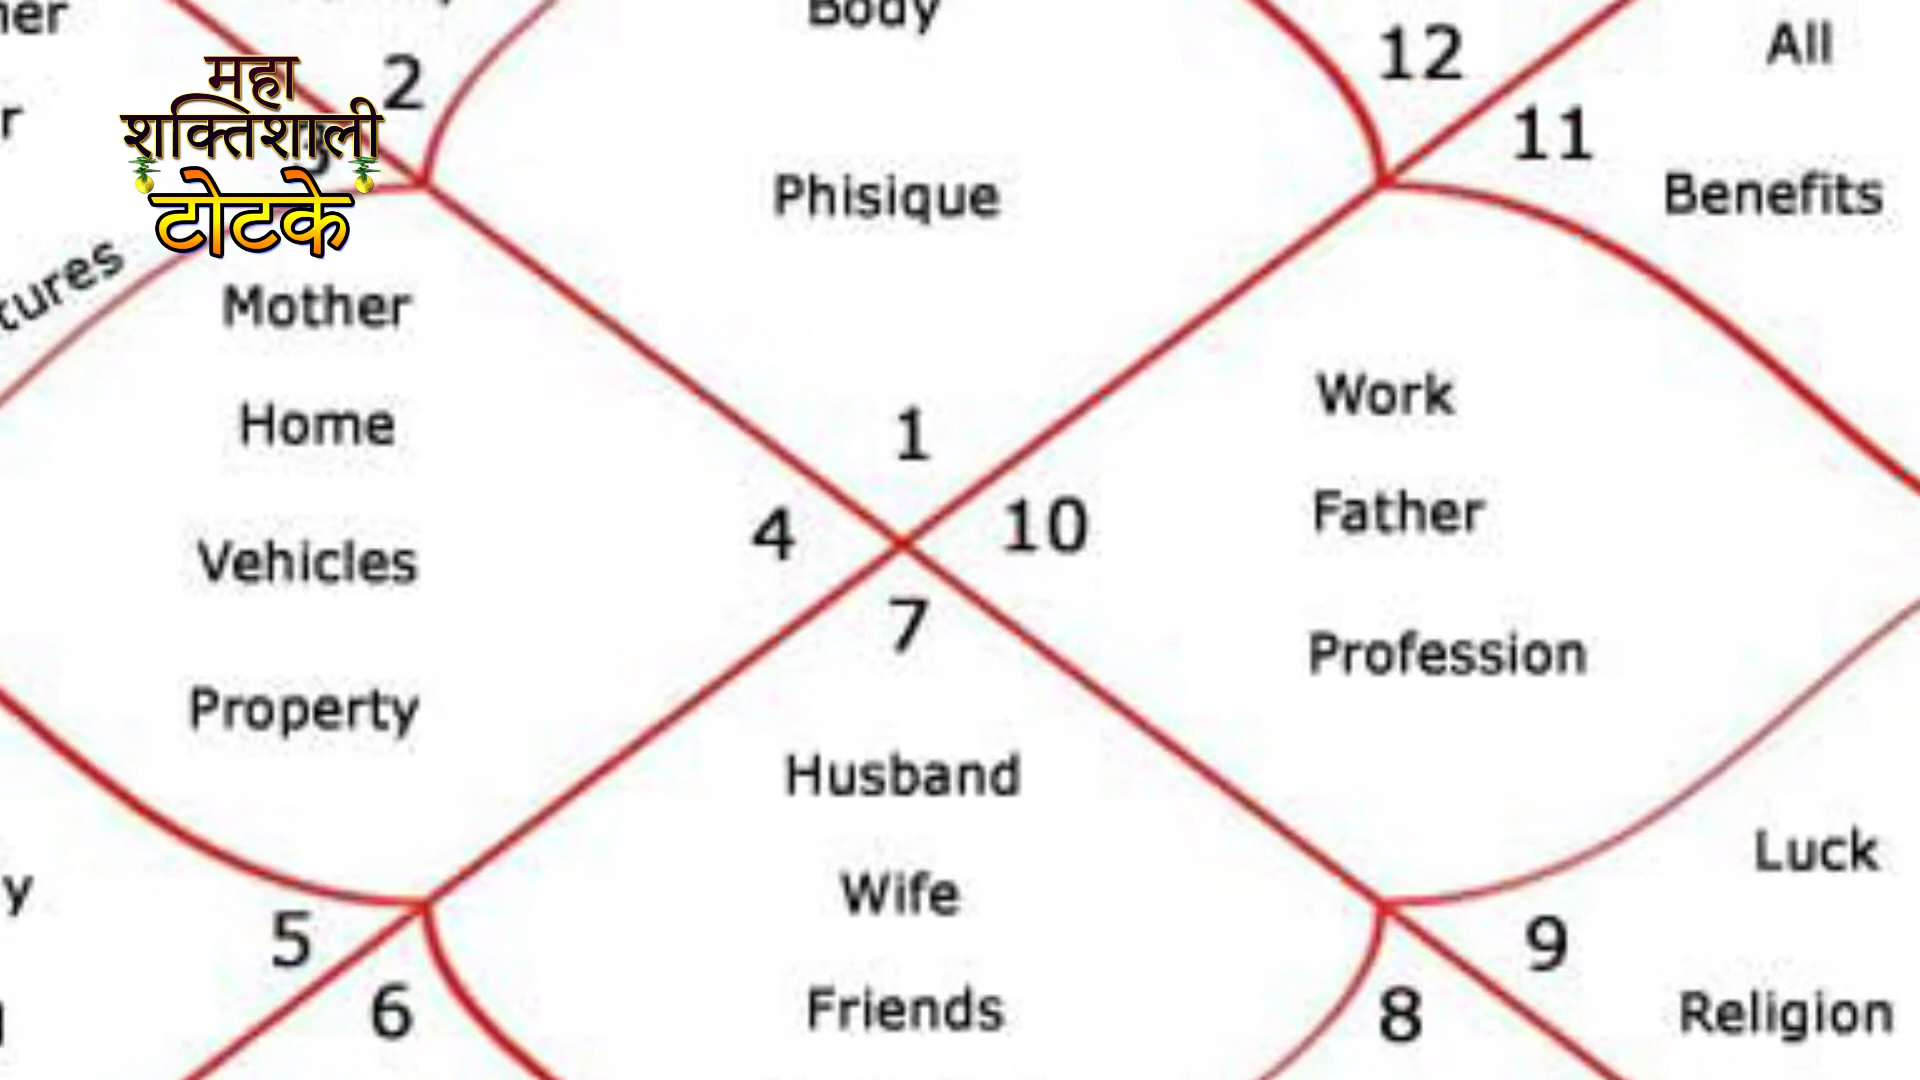 Body
Phisique
1
2
12
11
All
Benefits
महा
शक्तिशाली
टोटके
tures
Mother
Home
Vehicles
Property
4
10
7
Work
Father
Profession
Husband
Wife
Friends
5
6
8
9
Luck
Religion